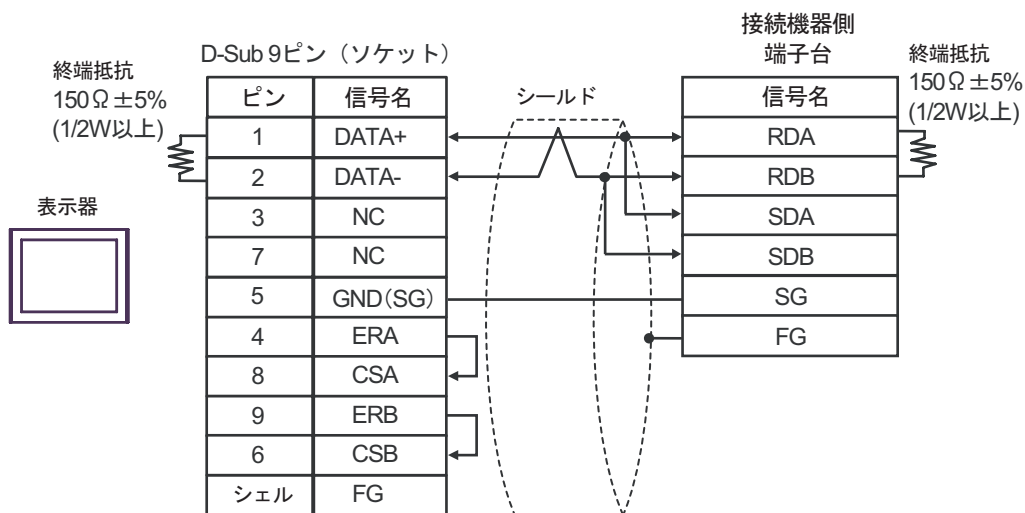 接続機器側
端子台
D-Sub 9ピン（ソケット）
終端抵抗
150Ω±5%
(1/2W以上)
終端抵抗
150Ω±5%
(1/2W以上)
シールド
表示器
ピン 信号名
1 DATA+
2 DATA-
3 NC
7 NC
5 GND(SG)
4 ERA
8 CSA
9 ERB
6 CSB
シェル FG
信号名
RDA
RDB
SDA
SDB
SG
FG